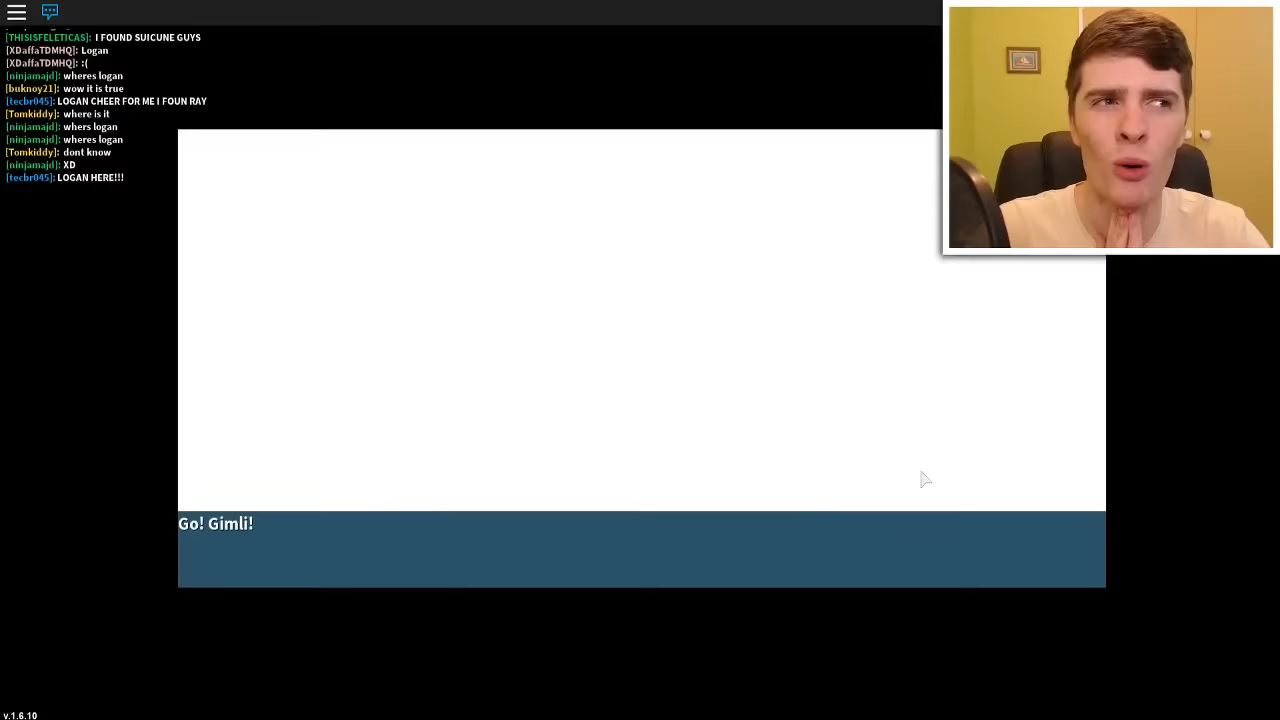 [THISISFELETICAS]: I FOUND SUICUNE GUYS
[XDaffaTDMHQ]: Logan
[XDaffaTDMHQ]: :(
[ninjamajd]: wheres logan
[buknoy21]: wow it is true
[tecbr045]: LOGAN CHEER FOR ME I FOUN RAY
[Tomkiddy]: where is it
[ninjamajd]: whers logan
[ninjamajd]: wheres logan
[Tomkiddy]: dont know
[ninjamajd]: XD
[tecbr045]: LOGAN HERE!!!
Go! Gimli!
v.1.6.10